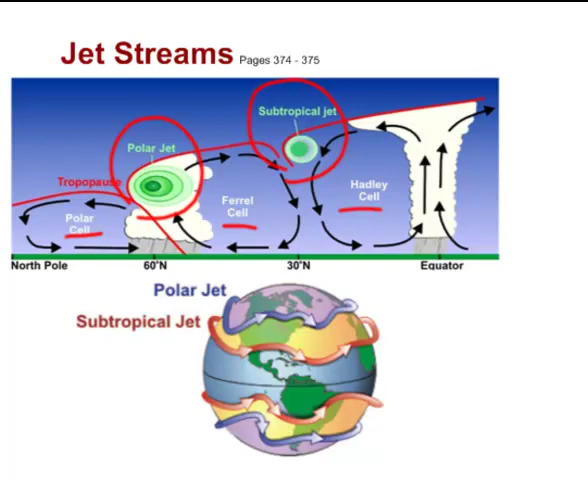 Jet Streams Pages 374 - 375
Subtropical jet
Polar Jet
Tropopause
Hadley
Cell
Ferrel
Cell
Polar
Cell
North Pole 60°N 30°N Equator
Polar Jet
Subtropical Jet